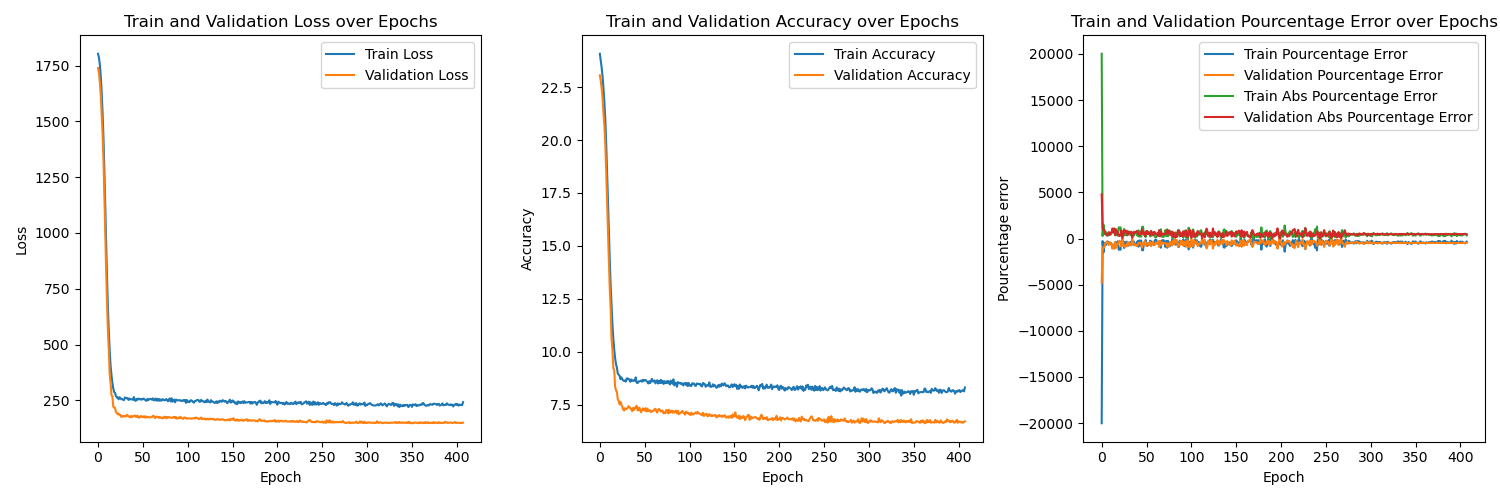 Train and Validation Loss over Epochs
Train Loss
Validation Loss
1750
1500
1250
1000
750
500
250
Loss
0 50 100 150 200 250 300 350 400
Epoch
Train and Validation Accuracy over Epochs
Train Accuracy
Validation Accuracy
22.5
20.0
17.5
15.0
12.5
10.0
7.5
Accuracy
0 50 100 150 200 250 300 350 400
Epoch
Train and Validation Pourcentage Error over Epochs
Train Pourcentage Error
Validation Pourcentage Error
Train Abs Pourcentage Error
Validation Abs Pourcentage Error
20000
15000
10000
5000
0
−5000
−10000
−15000
−20000
Pourcentage error
0 50 100 150 200 250 300 350 400
Epoch